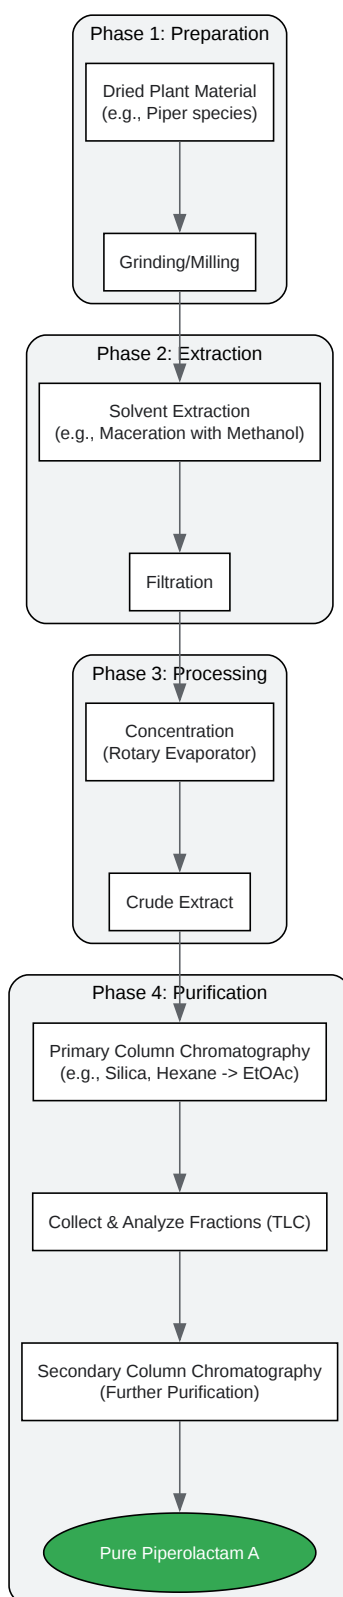 Phase 1: Preparation
Dried Plant Material
(e.g., Piper species)
Grinding/Milling
Phase 2: Extraction
Solvent Extraction
(e.g., Maceration with Methanol)
Filtration
Phase 3: Processing
Concentration
(Rotary Evaporator)
Crude Extract
Phase 4: Purification
Primary Column Chromatography
(e.g., Silica, Hexane -> EtOAc)
Collect & Analyze Fractions (TLC)
Secondary Column Chromatography
(Further Purification)
Pure Piperolactam A